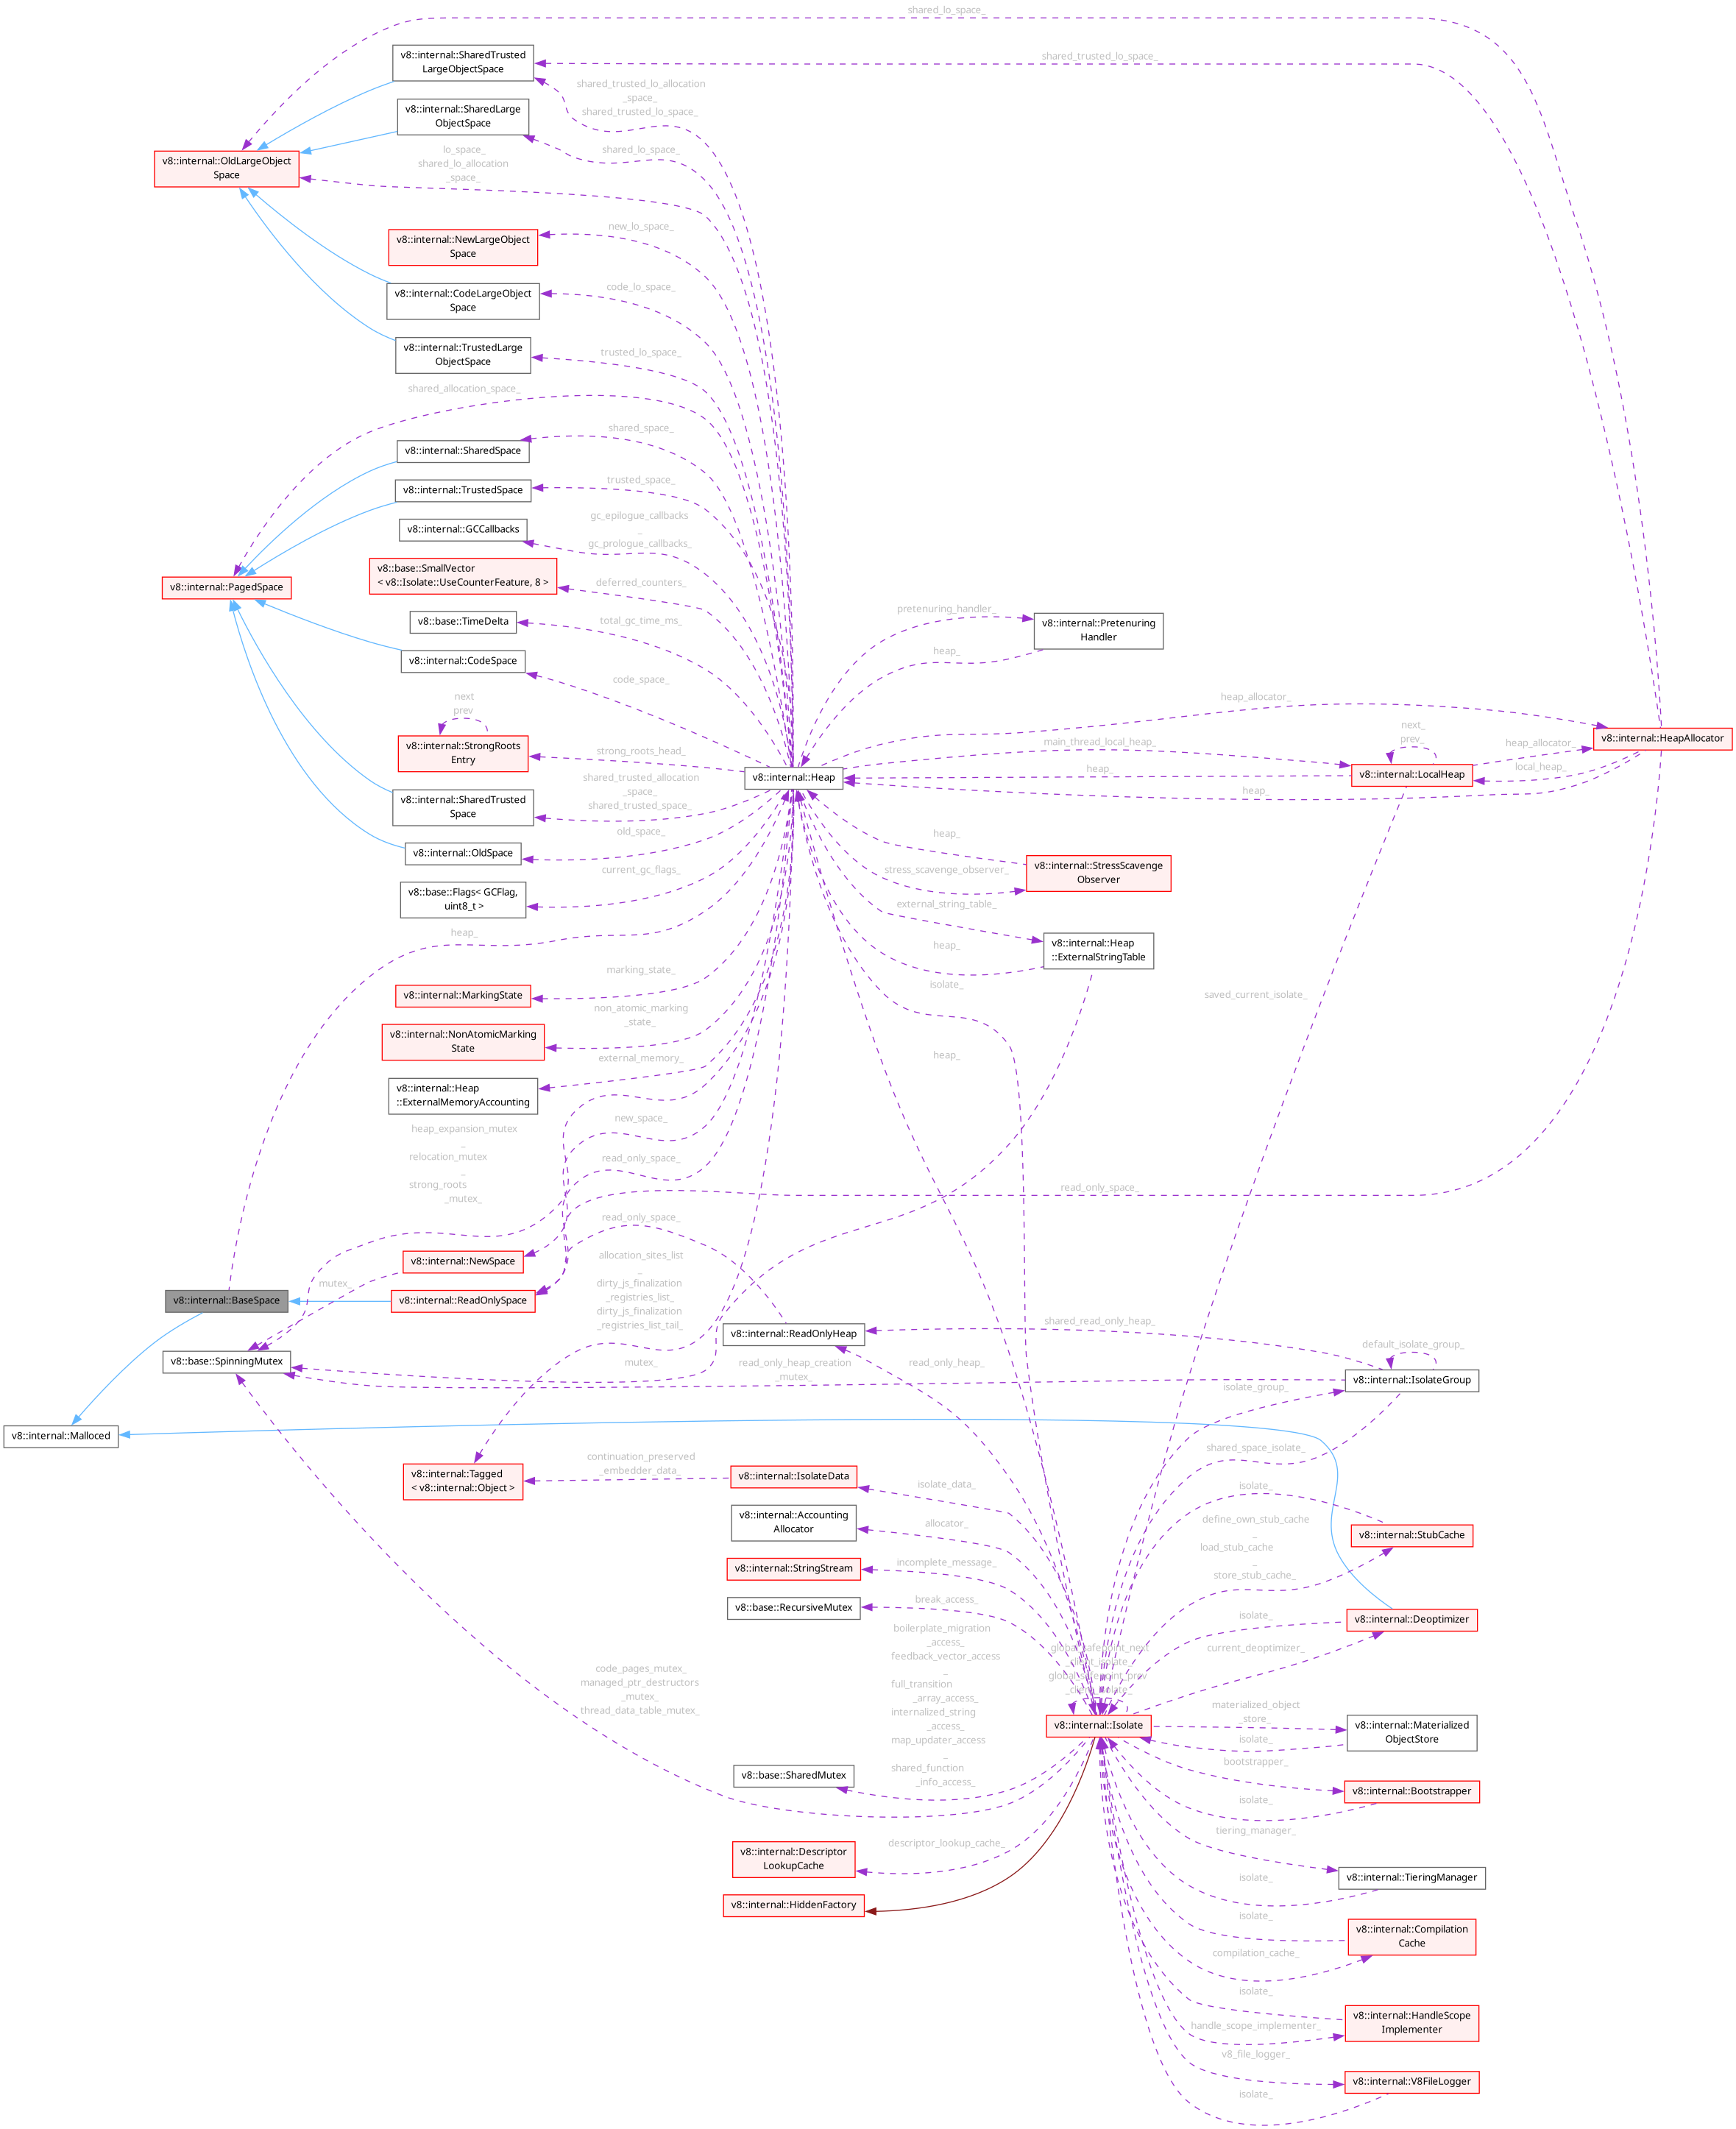 shared_lo_space_
v8::internal::SharedTrusted
LargeObjectSpace
shared_trusted_lo_space_
shared_trusted_lo_allocation
_space_
shared_trusted_lo_space_
v8::internal::SharedLarge
ObjectSpace
shared_lo_space_
lo_space_
shared_lo_allocation
_space_
v8::internal::OldLargeObject
Space
v8::internal::NewLargeObject
Space
new_lo_space_
v8::internal::CodeLargeObject
Space
code_lo_space_
v8::internal::TrustedLarge
ObjectSpace
trusted_lo_space_
shared_allocation_space_
v8::internal::SharedSpace
shared_space_
v8::internal::TrustedSpace
trusted_space_
v8::internal::GCCallbacks
gc_epilogue_callbacks
_
gc_prologue_callbacks_
v8::base::SmallVector
< v8::Isolate::UseCounterFeature, 8 >
deferred_counters_
v8::internal::PagedSpace
v8::base::TimeDelta
total_gc_time_ms_
pretenuring_handler_
v8::internal::Pretenuring
Handler
heap_
v8::internal::CodeSpace
code_space_
next
prev
v8::internal::StrongRoots
Entry
strong_roots_head_
heap_allocator_
main_thread_local_heap_
next_
prev_
heap_allocator_
v8::internal::HeapAllocator
v8::internal::Heap
heap_
v8::internal::LocalHeap
local_heap_
heap_
shared_trusted_allocation
_space_
shared_trusted_space_
v8::internal::SharedTrusted
Space
old_space_
v8::internal::OldSpace
heap_
current_gc_flags_
stress_scavenge_observer_
v8::internal::StressScavenge
Observer
v8::base::Flags< GCFlag,
uint8_t >
external_string_table_
heap_
heap_
v8::internal::Heap
::ExternalStringTable
marking_state_
v8::internal::MarkingState
isolate_
saved_current_isolate_
non_atomic_marking
_state_
v8::internal::NonAtomicMarking
State
external_memory_
heap_
v8::internal::Heap
::ExternalMemoryAccounting
heap_expansion_mutex
_
relocation_mutex
_
strong_roots
_mutex_
new_space_
read_only_space_
read_only_space_
read_only_space_
v8::internal::NewSpace
mutex_
allocation_sites_list
_
dirty_js_finalization
_registries_list_
dirty_js_finalization
_registries_list_tail_
v8::internal::BaseSpace
v8::internal::ReadOnlySpace
v8::internal::ReadOnlyHeap
shared_read_only_heap_
default_isolate_group_
v8::base::SpinningMutex
mutex_
read_only_heap_creation
_mutex_
read_only_heap_
isolate_group_
v8::internal::IsolateGroup
v8::internal::Malloced
shared_space_isolate_
continuation_preserved
_embedder_data_
v8::internal::Tagged
< v8::internal::Object >
v8::internal::IsolateData
isolate_data_
isolate_
v8::internal::Accounting
Allocator
allocator_
define_own_stub_cache
_
load_stub_cache
_
store_stub_cache_
v8::internal::StubCache
v8::internal::StringStream
incomplete_message_
v8::base::RecursiveMutex
break_access_
isolate_
v8::internal::Deoptimizer
boilerplate_migration
_access_
feedback_vector_access
_
full_transition
_array_access_
internalized_string
_access_
map_updater_access
_
shared_function
_info_access_
global_safepoint_next
_client_isolate_
global_safepoint_prev
_client_isolate_
current_deoptimizer_
code_pages_mutex_
managed_ptr_destructors
_mutex_
thread_data_table_mutex_
v8::internal::Isolate
materialized_object
_store_
isolate_
v8::internal::Materialized
ObjectStore
v8::base::SharedMutex
bootstrapper_
v8::internal::Bootstrapper
isolate_
tiering_manager_
v8::internal::Descriptor
LookupCache
descriptor_lookup_cache_
isolate_
v8::internal::TieringManager
v8::internal::HiddenFactory
isolate_
v8::internal::Compilation
Cache
compilation_cache_
isolate_
v8::internal::HandleScope
Implementer
handle_scope_implementer_
v8_file_logger_
v8::internal::V8FileLogger
isolate_